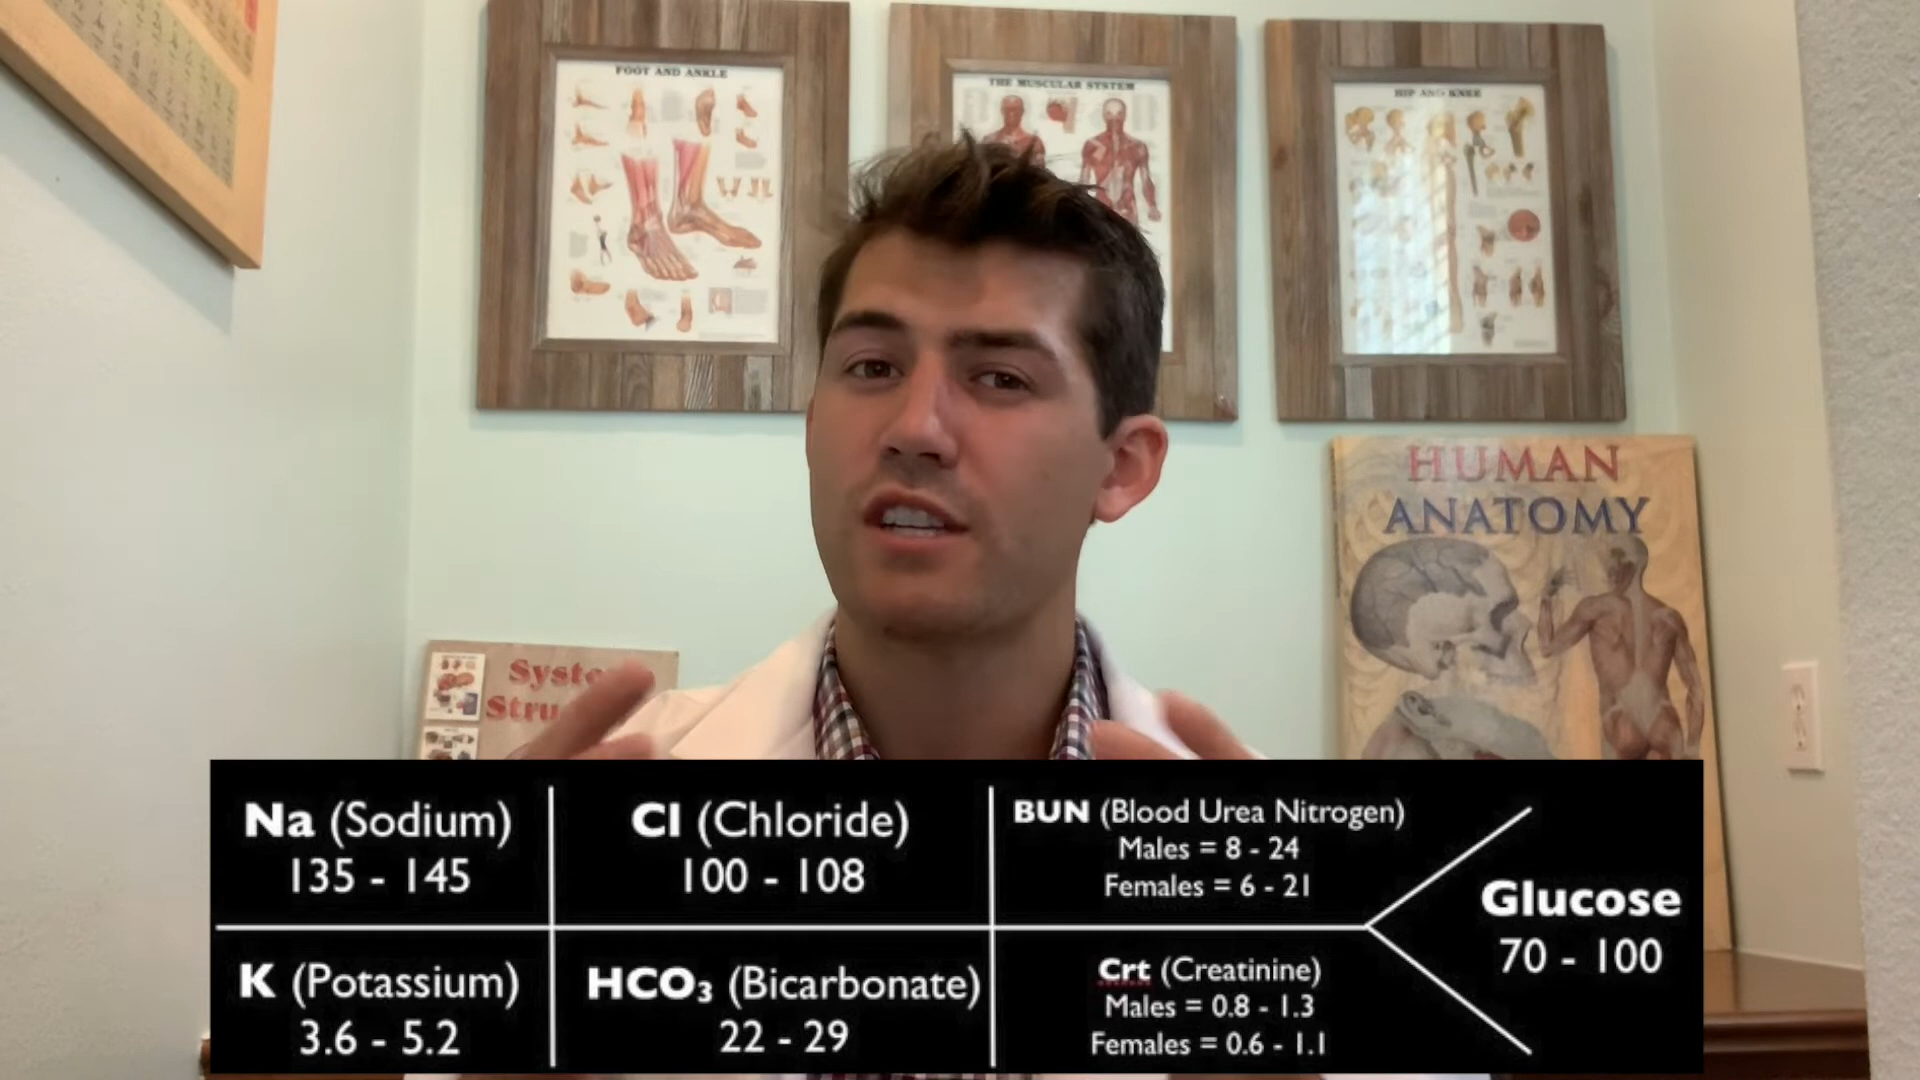 FOOT AND ANKLE
THE MUSCULAR SYSTEM
HIP AND KNEE
HUMAN
ANATOMY
Na (Sodium)
135 - 145
Cl (Chloride)
100 - 108
BUN (Blood Urea Nitrogen)
Males = 8 - 24
Females = 6 - 21
Glucose
70 - 100
K (Potassium)
3.6 - 5.2
HCO₃ (Bicarbonate)
22 - 29
Crt (Creatinine)
Males = 0.8 - 1.3
Females = 0.6 - 1.1